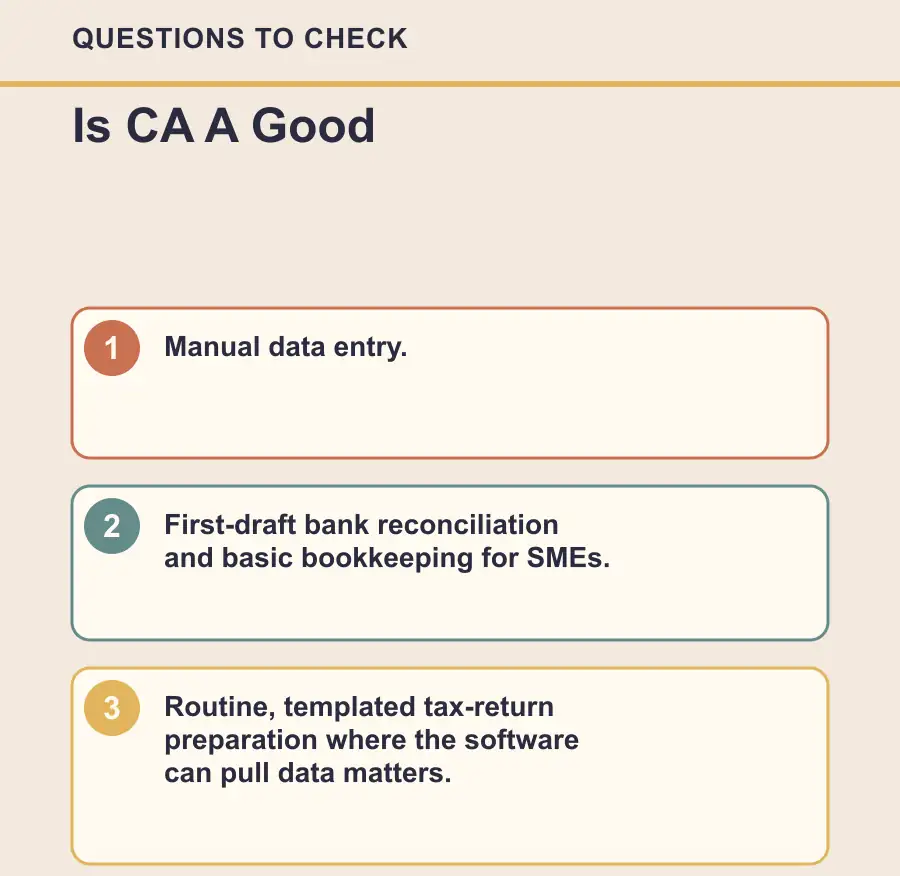 QUESTIONS TO CHECK
Is CA A Good
1
Manual data entry.
2
First-draft bank reconciliation
and basic bookkeeping for SMEs.
3
Routine, templated tax-return
preparation where the software
can pull data matters.